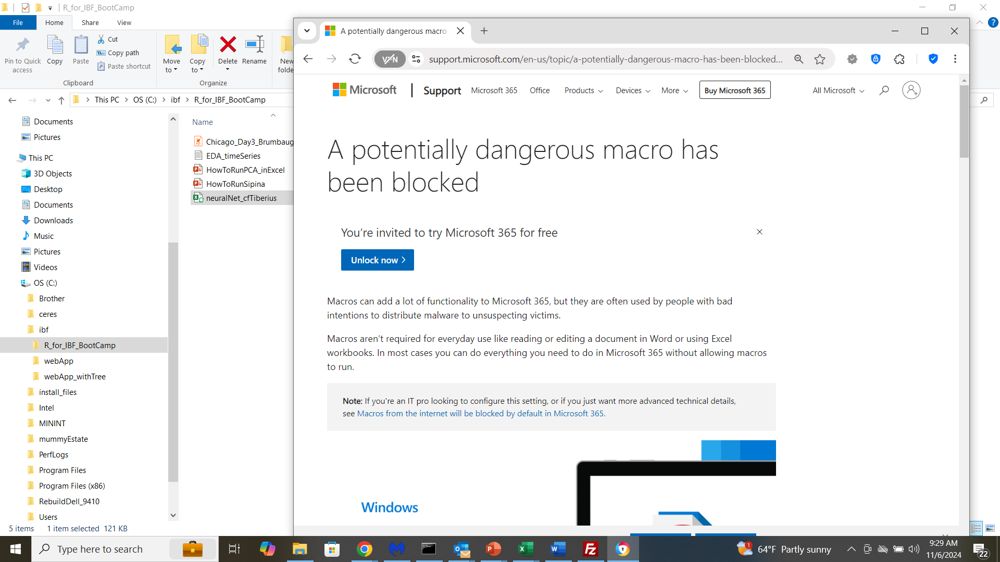 R_for_IBF_BootCamp
File
Home
Share
View
Pin to Quick
access
Copy
Paste
Cut
Copy path
Paste shortcut
Clipboard
Move
to
Copy
to
Delete
Rename
Organize
New
folde
This PC
OS (C:)
ibf
R_for_IBF_BootCamp
Documents
Pictures
This PC
3D Objects
Desktop
Documents
Downloads
Music
Pictures
Videos
OS (C:)
Brother
ceres
ibf
R_for_IBF_BootCamp
webApp
webApp_withTree
install_files
Intel
MININT
mummyEstate
PerfLogs
Program Files
Program Files (x86)
RebuildDell_9410
Users
Name
Chicago_Day3_Brumbaug
EDA_timeSeries
HowToRunPCA_inExcel
HowToRunSipina
neuralNet_cfTiberius
5 items
1 item selected 121 KB
A potentially dangerous macro
VPN
support.microsoft.com/en-us/topic/a-potentially-dangerous-macro-has-been-blocked...
Microsoft
Support
Microsoft 365
Office
Products
Devices
More
Buy Microsoft 365
All Microsoft
A potentially dangerous macro has
been blocked
You’re invited to try Microsoft 365 for free
Unlock now
Macros can add a lot of functionality to Microsoft 365, but they are often used by people with bad
intentions to distribute malware to unsuspecting victims.
Macros aren't required for everyday use like reading or editing a document in Word or using Excel
workbooks. In most cases you can do everything you need to do in Microsoft 365 without allowing macros
to run.
Note: If you're an IT pro looking to configure this setting, or if you just want more advanced technical details,
see Macros from the internet will be blocked by default in Microsoft 365.
Windows
Type here to search
64°F Partly sunny
9:29 AM
11/6/2024
22